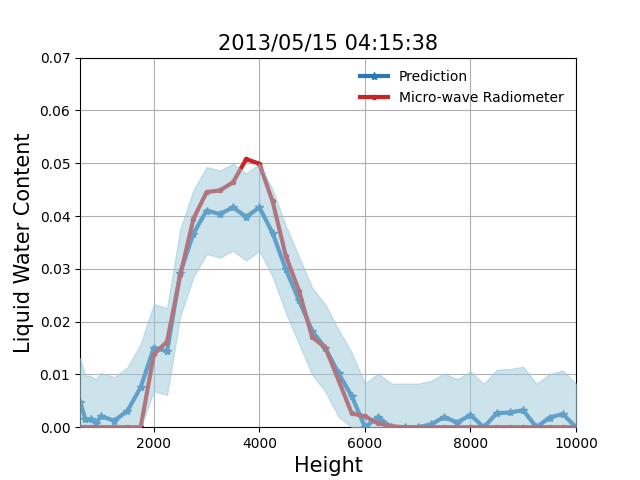 2013/05/15 04:15:38
Prediction
Micro-wave Radiometer
Liquid Water Content
0.07
0.06
0.05
0.04
0.03
0.02
0.01
0.00
2000 4000 6000 8000 10000
Height